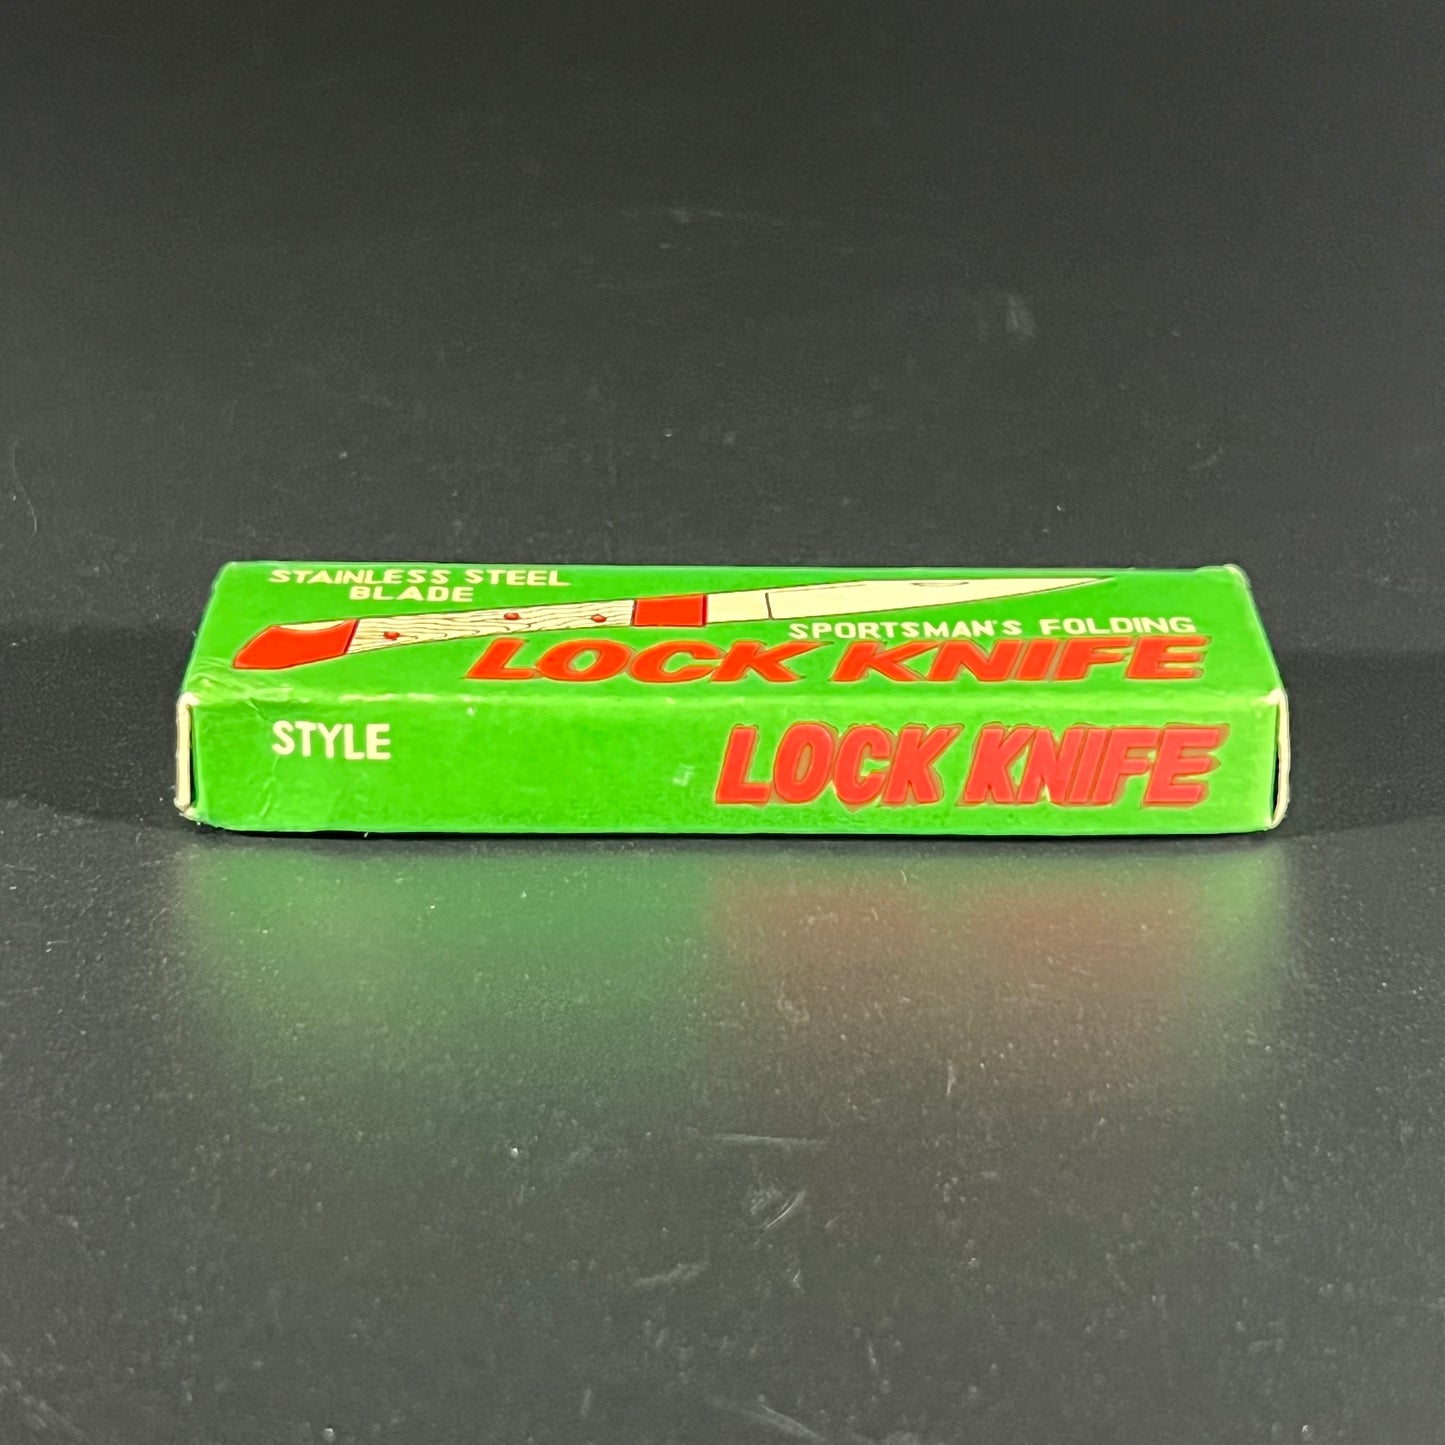 STAINLESS STEEL
BLADE
SPORTSMAN'S FOLDING
LOCK KNIFE
STYLE
LOCK KNIFE